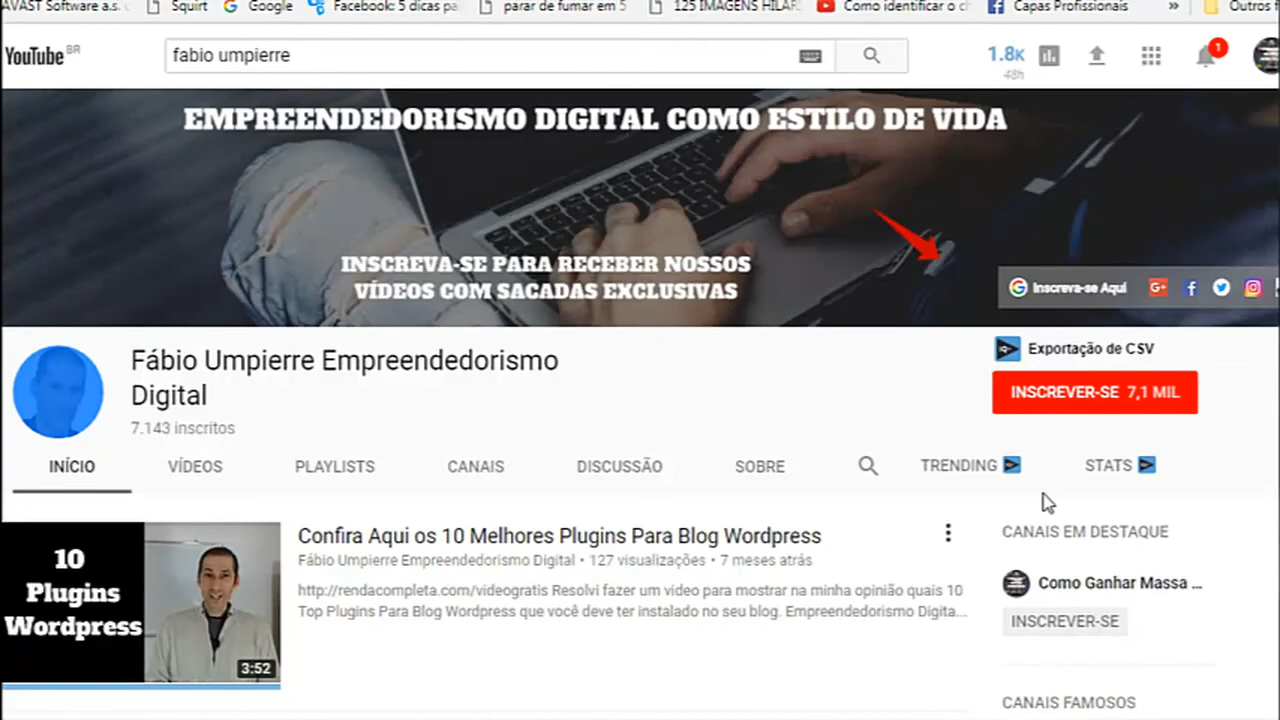 AVAST Software a.s.
Squirt
Google
Facebook: 5 dicas pa
parar de fumar em 5
125 IMAGENS HILAR
Como identificar o c
Capas Profissionais
»
Outros f
YouTube BR
fabio umpierre
1.8K
48h
1
EMPREENDEDORISMO DIGITAL COMO ESTILO DE VIDA
INSCREVA-SE PARA RECEBER NOSSOS
VÍDEOS COM SACADAS EXCLUSIVAS
Inscreva-se Aqui
Fábio Umpierre Empreendedorismo
Digital
7.143 inscritos
Exportação de CSV
INSCREVER-SE 7,1 MIL
INÍCIO
VÍDEOS
PLAYLISTS
CANAIS
DISCUSSÃO
SOBRE
TRENDING
STATS
10
Plugins
Wordpress
3:52
Confira Aqui os 10 Melhores Plugins Para Blog Wordpress
Fábio Umpierre Empreendedorismo Digital • 127 visualizações • 7 meses atrás
http://rendacompleta.com/videogratis Resolvi fazer um video para mostrar na minha opinião quais 10
Top Plugins Para Blog Wordpress que você deve ter instalado no seu blog. Empreendedorismo Digita...
CANAIS EM DESTAQUE
Como Ganhar Massa ...
INSCREVER-SE
CANAIS FAMOSOS